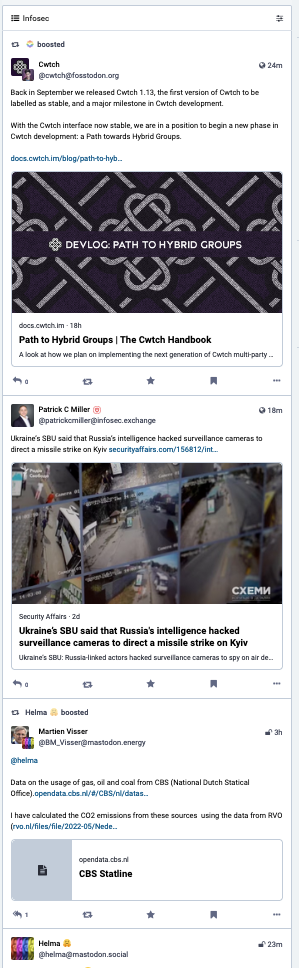 Infosec
boosted
Cwtch
@cwtch@fosstodon.org
24m
Back in September we released Cwtch 1.13, the first version of Cwtch to be
labelled as stable, and a major milestone in Cwtch development.
With the Cwtch interface now stable, we are in a position to begin a new phase in
Cwtch development: a Path towards Hybrid Groups.
docs.cwtch.im/blog/path-to-hyb...
DEVLOG: PATH TO HYBRID GROUPS
docs.cwtch.im · 18h
Path to Hybrid Groups | The Cwtch Handbook
A look at how we plan on implementing the next generation of Cwtch multi-party ...
0
Patrick C Miller
@patrickcmiller@infosec.exchange
18m
Ukraine's SBU said that Russia's intelligence hacked surveillance cameras to
direct a missile strike on Kyiv securityaffairs.com/156812/int...
СХЕМИ
Security Affairs · 2d
Ukraine's SBU said that Russia's intelligence hacked
surveillance cameras to direct a missile strike on Kyiv
Ukraine's SBU: Russia-linked actors hacked surveillance cameras to spy on air de...
0
Helma boosted
Martien Visser
@BM_Visser@mastodon.energy
3h
@helma
Data on the usage of gas, oil and coal from CBS (National Dutch Statical
Office).opendata.cbs.nl/#/CBS/nl/datas...
I have calculated the CO2 emissions from these sources using the data from RVO
(rvo.nl/files/file/2022-05/Nede...
opendata.cbs.nl
CBS Statline
1
Helma
@helma@mastodon.social
23m